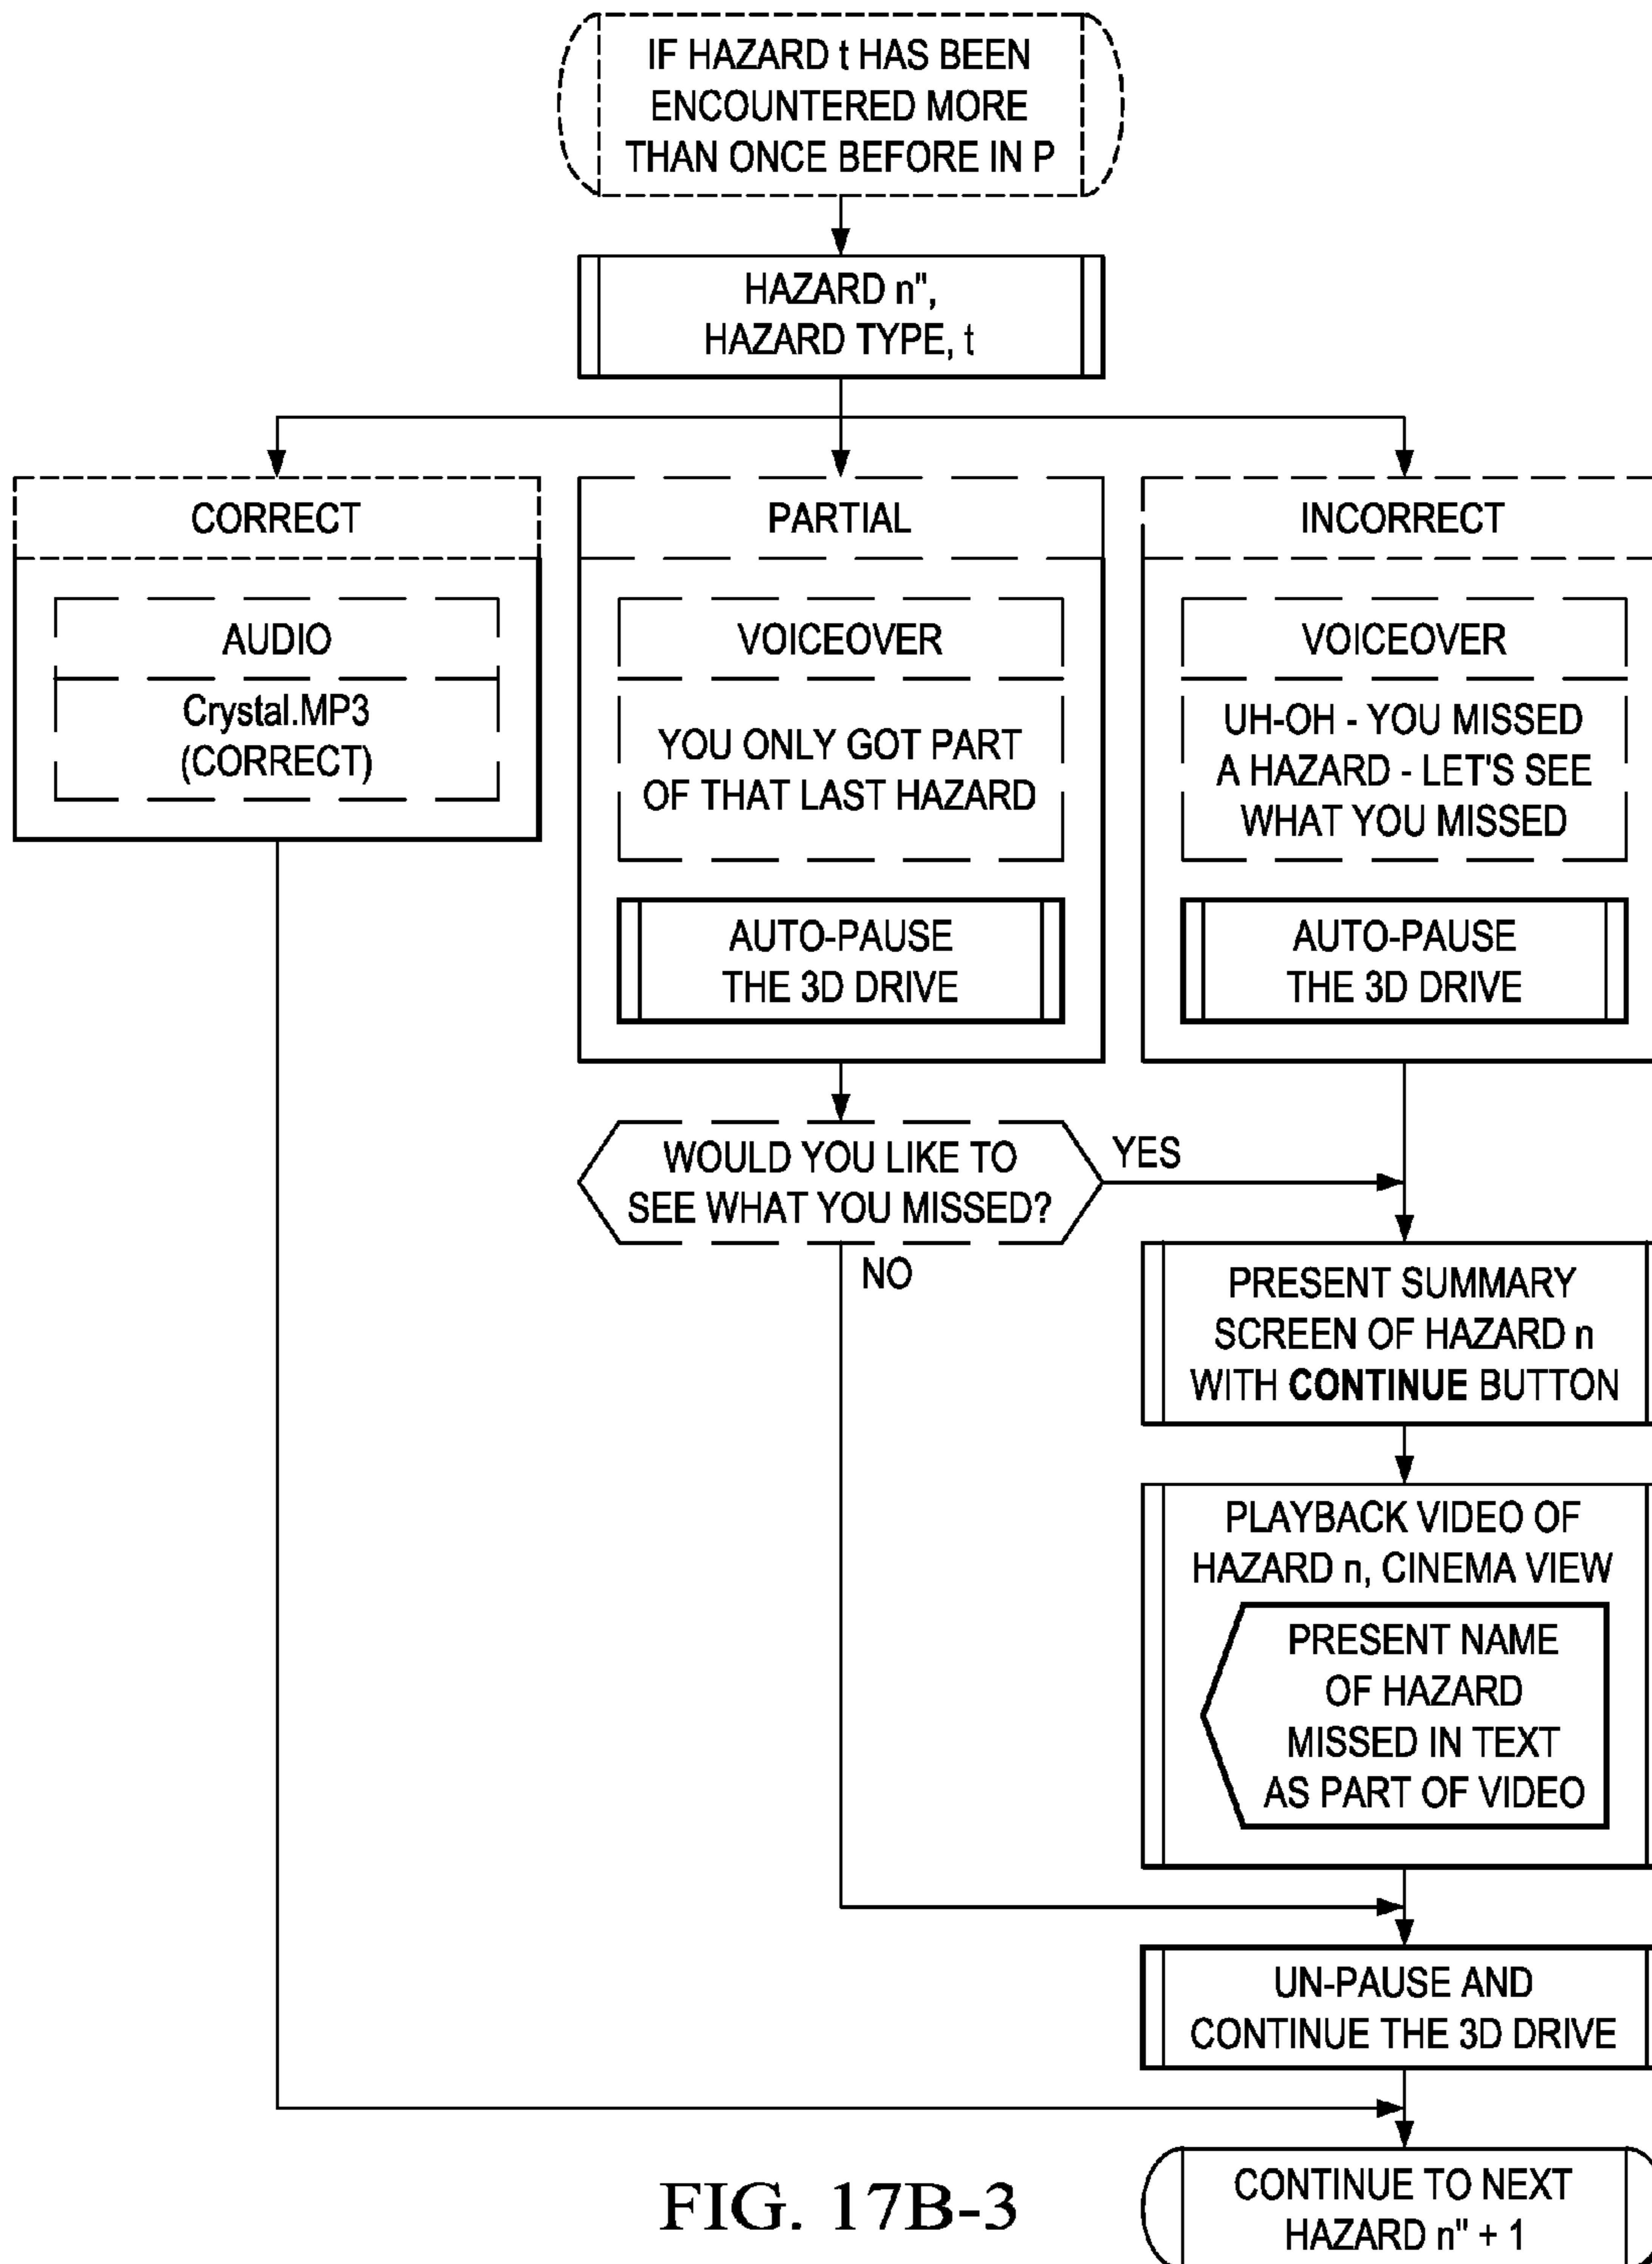 IF HAZARD t HAS BEEN
ENCOUNTERED MORE
THAN ONCE BEFORE IN P
HAZARD n",
HAZARD TYPE, t
CORRECT
AUDIO
Crystal.MP3
(CORRECT)
PARTIAL
VOICEOVER
YOU ONLY GOT PART
OF THAT LAST HAZARD
AUTO-PAUSE
THE 3D DRIVE
INCORRECT
VOICEOVER
UH-OH - YOU MISSED
A HAZARD - LET'S SEE
WHAT YOU MISSED
AUTO-PAUSE
THE 3D DRIVE
WOULD YOU LIKE TO
SEE WHAT YOU MISSED?
YES
NO
PRESENT SUMMARY
SCREEN OF HAZARD n
WITH CONTINUE BUTTON
PLAYBACK VIDEO OF
HAZARD n, CINEMA VIEW
PRESENT NAME
OF HAZARD
MISSED IN TEXT
AS PART OF VIDEO
UN-PAUSE AND
CONTINUE THE 3D DRIVE
CONTINUE TO NEXT
HAZARD n" + 1
FIG. 17B-3